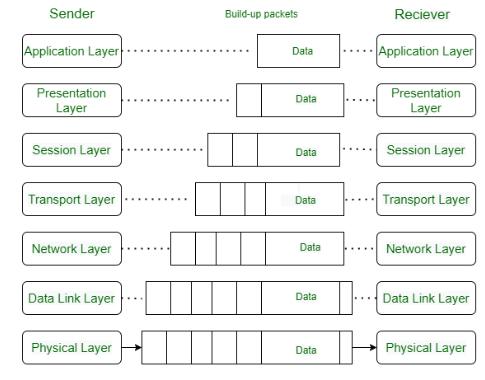 Sender Build-up packets Reciever
Application Layer Data Application Layer
Presentation Layer Data Presentation Layer
Session Layer Data Session Layer
Transport Layer Data Transport Layer
Network Layer Data Network Layer
Data Link Layer Data Data Link Layer
Physical Layer Data Physical Layer